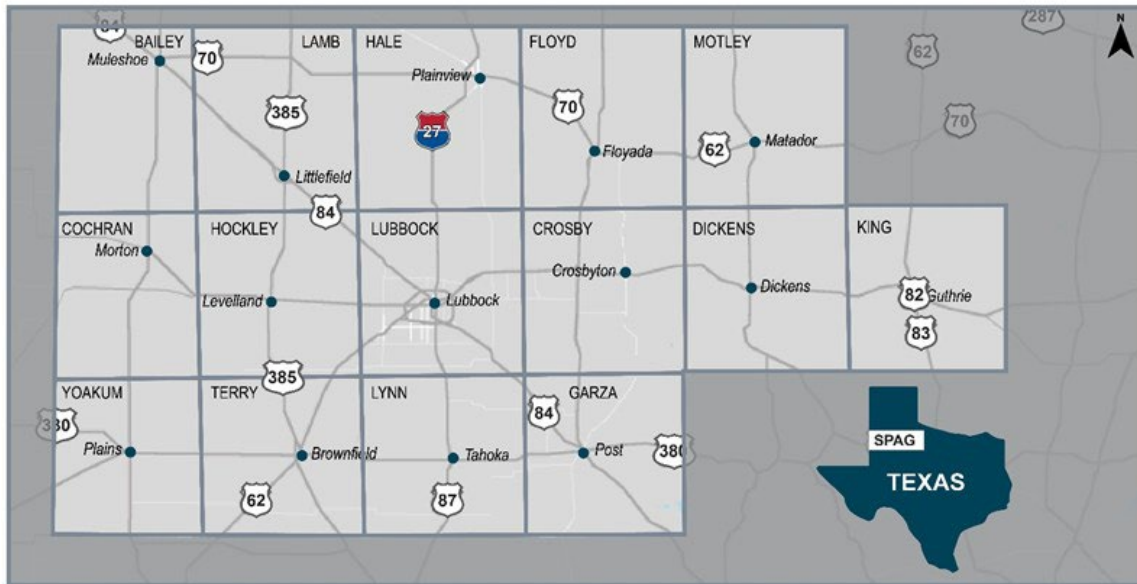 84
287
N
BAILEY
LAMB
HALE
FLOYD
MOTLEY
70
62
Muleshoe
Plainview
385
27
70
70
62
Matador
Floyada
Littlefield
84
COCHRAN
HOCKLEY
LUBBOCK
CROSBY
DICKENS
KING
Morton
Crosbyton
Levelland
Lubbock
Dickens
82
Guthrie
83
385
YOAKUM
TERRY
LYNN
GARZA
84
380
Plains
Brownfield
Tahoka
Post
380
62
87
SPAG
TEXAS